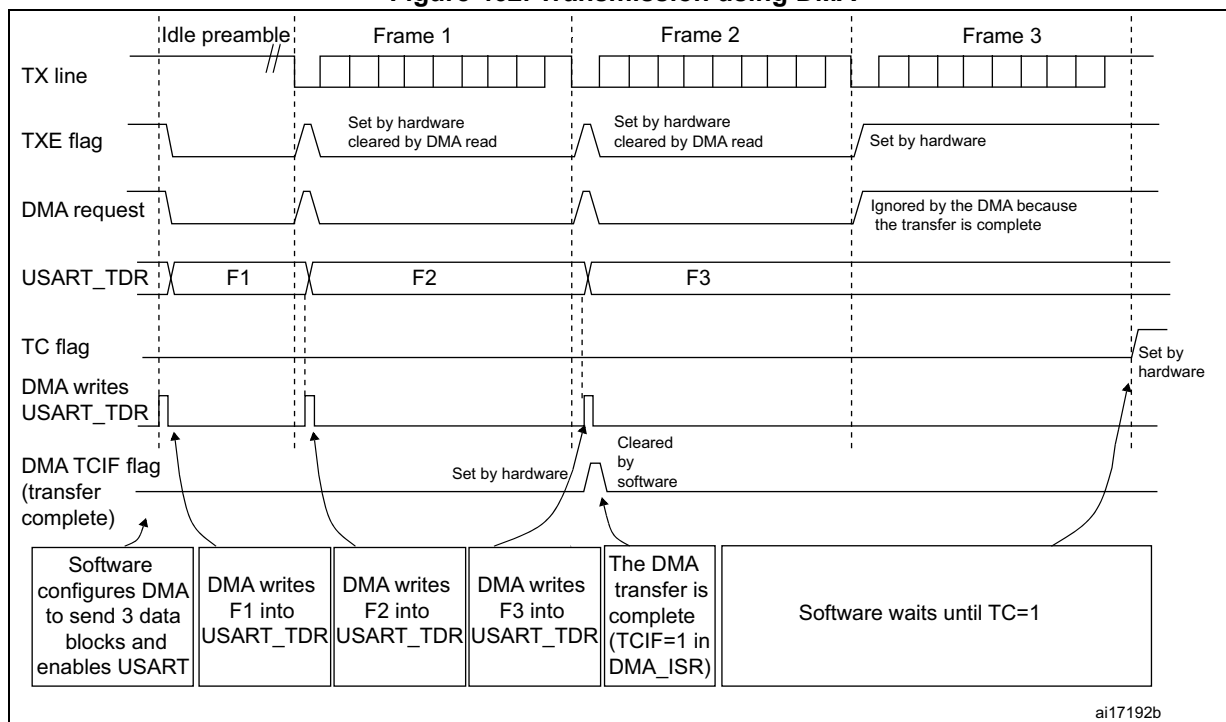 Figure 402. Transmission using DMA
Idle preamble
Frame 1
Frame 2
Frame 3
TX line
TXE flag
Set by hardware
cleared by DMA read
Set by hardware
cleared by DMA read
Set by hardware
DMA request
Ignored by the DMA because
the transfer is complete
USART_TDR
F1
F2
F3
TC flag
Set by
hardware
DMA writes
USART_TDR
DMA TCIF flag
(transfer
complete)
Set by hardware
Cleared
by
software
Software
configures DMA
to send 3 data
blocks and
enables USART
DMA writes
F1 into
USART_TDR
DMA writes
F2 into
USART_TDR
DMA writes
F3 into
USART_TDR
The DMA
transfer is
complete
(TCIF=1 in
DMA_ISR)
Software waits until TC=1
ai17192b